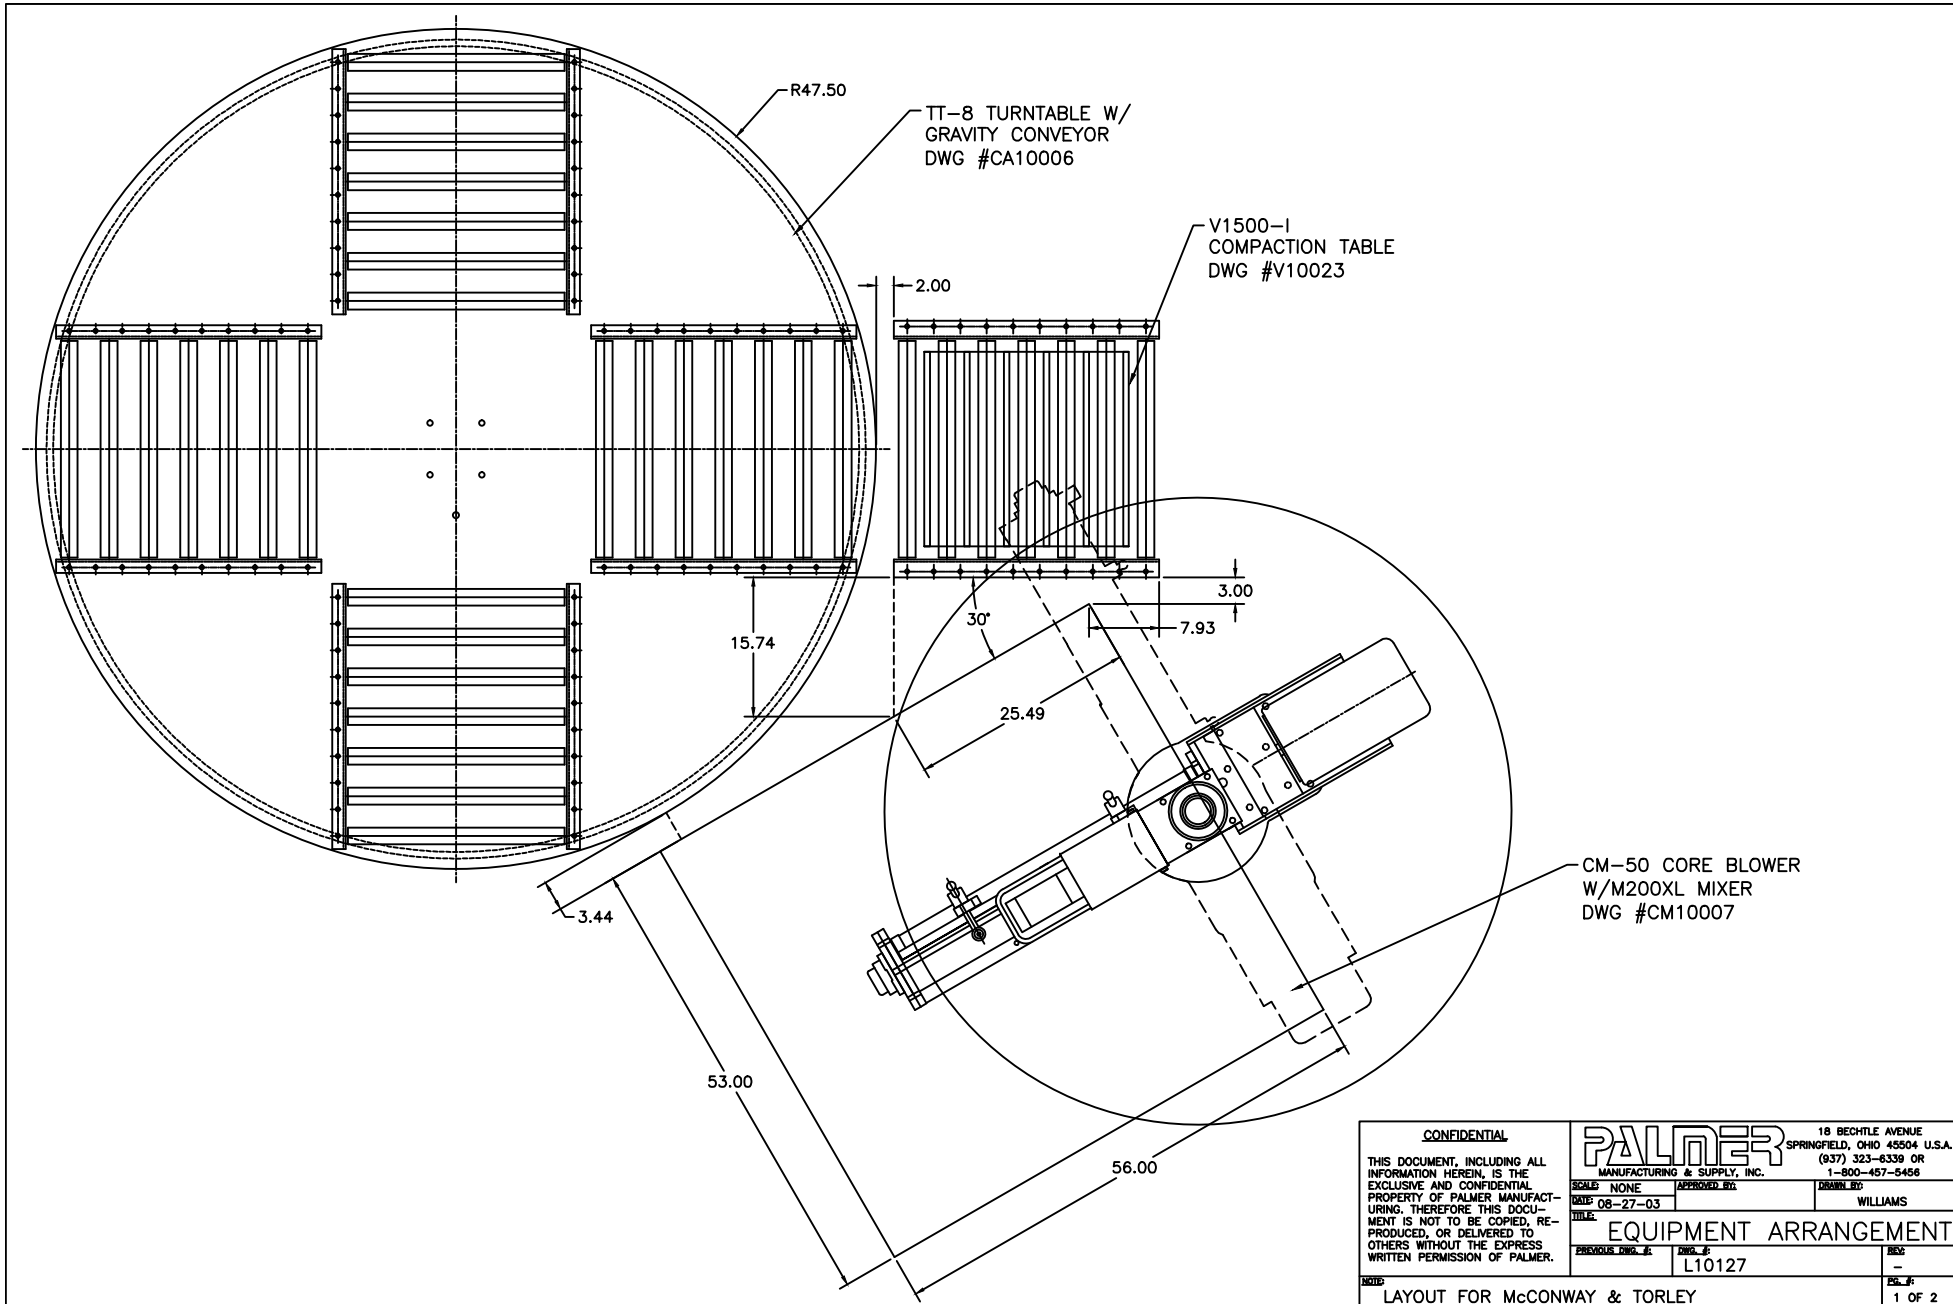 R47.50
TT-8 TURNTABLE W/
GRAVITY CONVEYOR
DWG #CA10006
V1500-I
COMPACTION TABLE
DWG #V10023
2.00
3.00
30°
7.93
15.74
25.49
CM-50 CORE BLOWER
W/M200XL MIXER
DWG #CM10007
3.44
53.00
56.00
CONFIDENTIAL
THIS DOCUMENT, INCLUDING ALL
INFORMATION HEREIN, IS THE
EXCLUSIVE AND CONFIDENTIAL
PROPERTY OF PALMER MANUFACT-
URING. THEREFORE THIS DOCU-
MENT IS NOT TO BE COPIED, RE-
PRODUCED, OR DELIVERED TO
OTHERS WITHOUT THE EXPRESS
WRITTEN PERMISSION OF PALMER.
PALMER
MANUFACTURING & SUPPLY, INC.
18 BECHTLE AVENUE
SPRINGFIELD, OHIO 45504 U.S.A.
(937) 323-6339 OR
1-800-457-5456
SCALE: NONE
APPROVED BY:
DRAWN BY:
DATE: 08-27-03
WILLIAMS
TITLE:
EQUIPMENT ARRANGEMENT
PREVIOUS DWG. #:
DWG. #:
L10127
REV:
-
NOTE:
LAYOUT FOR McCONWAY & TORLEY
PG. #:
1 OF 2